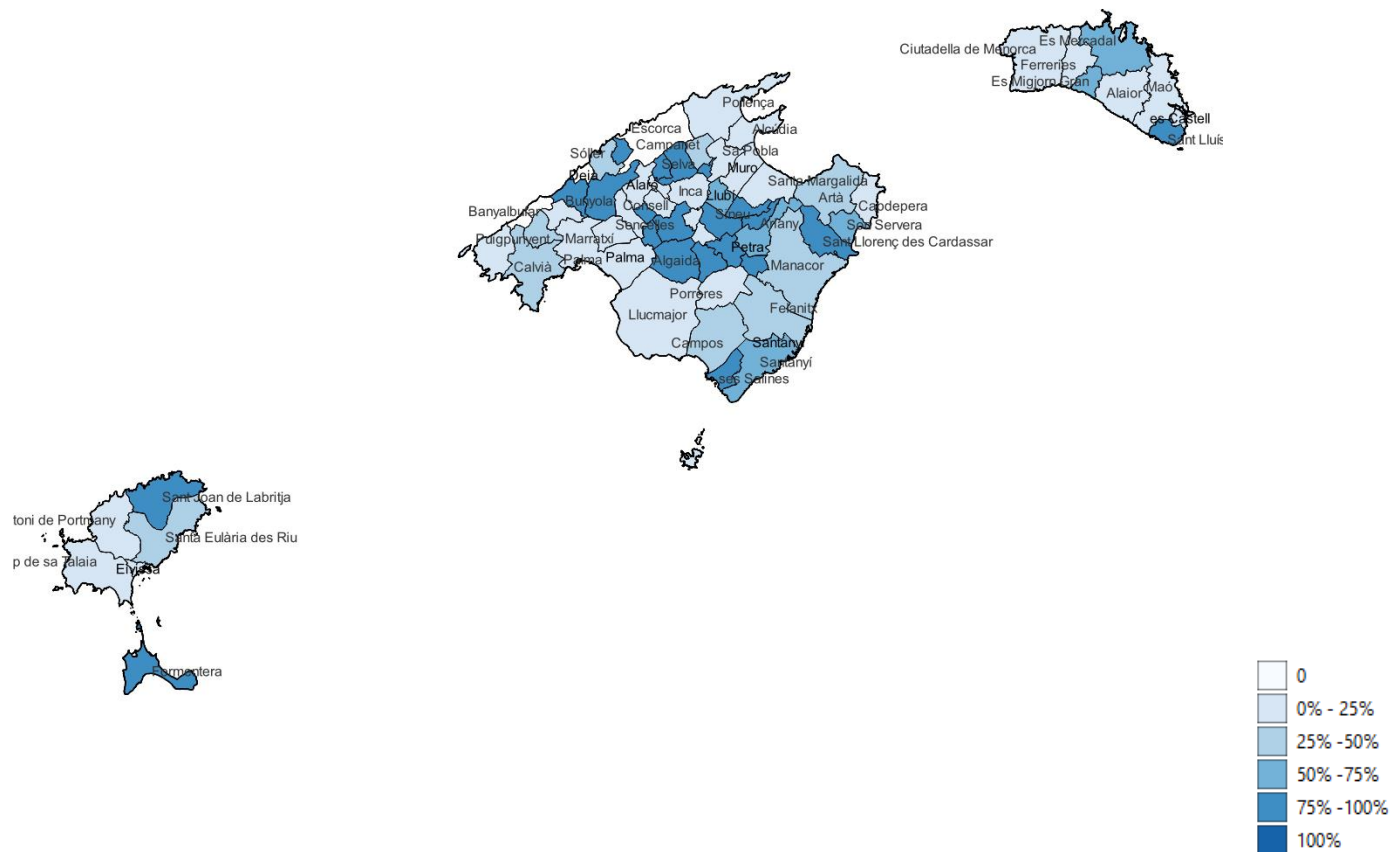 Ciutadella de Menorca
Es Mercadal
Ferreries
Es Migjorn Gran
Alaior
Maó
es Castell
Sant Lluís
Pollença
Escorca
Alcúdia
Campanet
Sa Pobla
Sóller
Selva
Muro
Deià
Alaró
Inca
Llubí
Santa Margalida
Artà
Bunyola
Consell
Capdepera
Banyalbufar
Sineu
Ariany
Son Servera
Sencelles
Puigpunyent
Marratxí
Petra
Sant Llorenç des Cardassar
Calvià
Palma
Palma
Algaida
Manacor
Porreres
Llucmajor
Felanitx
Campos
Santanyí
Santanyí
ses Salines
Sant Joan de Labritja
toni de Portmany
Santa Eulària des Riu
p de sa Talaia
Eivissa
Formentera
0
0% - 25%
25% -50%
50% -75%
75% -100%
100%